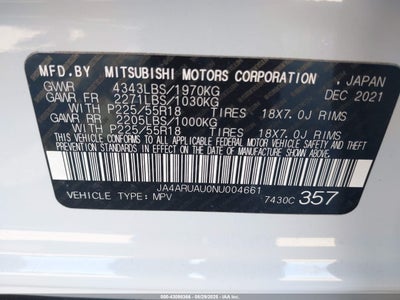 MFD.BY MITSUBISHI MOTORS CORPORATION , JAPAN
GVWR 4343LBS/1970KG DEC 2021
GAWR FR 2271LBS/1030KG
WITH P225/55R18 TIRES 18X7.0J RIMS
GAWR RR 2205LBS/1000KG
WITH P225/55R18 TIRES 18X7.0J RIMS
THIS VEHICLE CONFORMS TO ALL APPLICABLE FEDERAL MOTOR VEHICLE
SAFETY STANDARDS IN EFFECT ON THE DATE OF MANUFACTURE SHOWN ABOVE.
JA4ARUAU0NU004661
VEHICLE TYPE: MPV 7430C 357